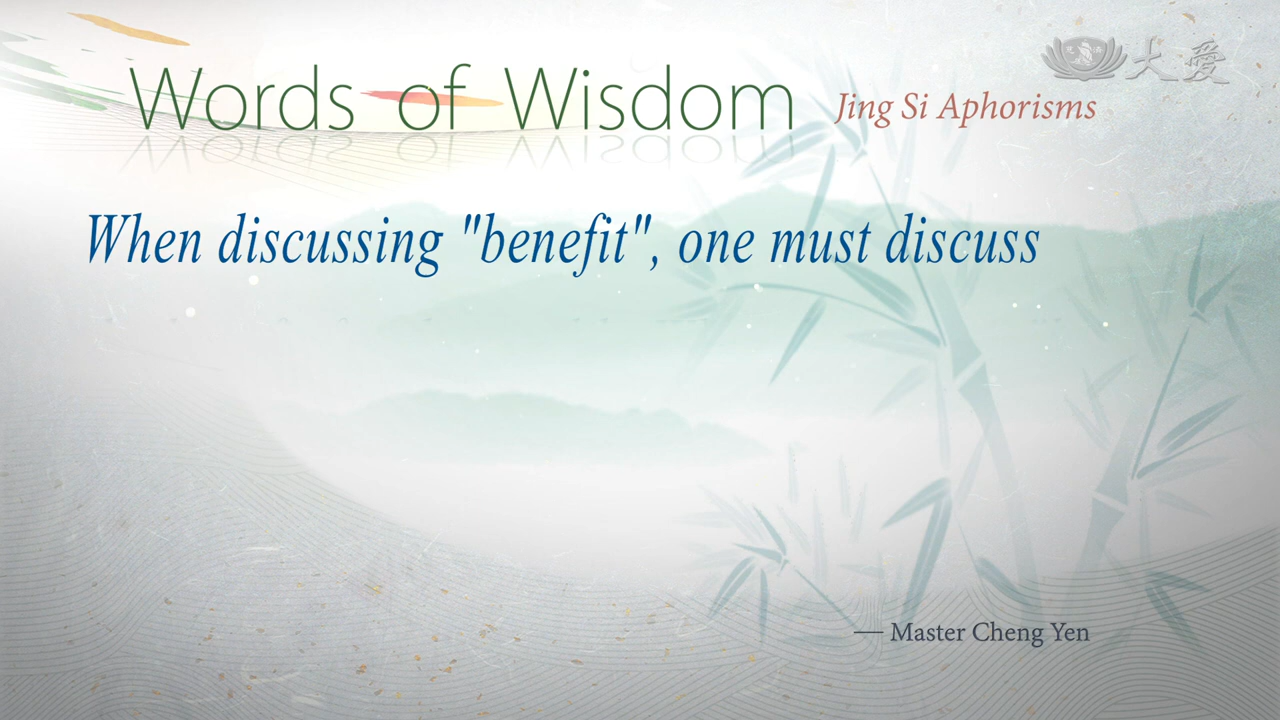 Words of Wisdom Jing Si Aphorisms
大愛
When discussing "benefit", one must discuss
— Master Cheng Yen